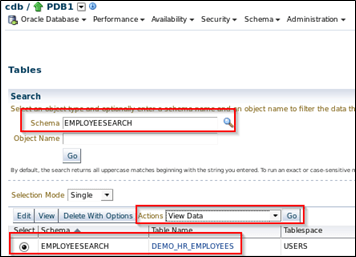 cdb / PDB1
Oracle Database Performance Availability Security Schema Administration
Tables
Search
Select an object type and optionally enter a schema name and an object name to filter the data th
Schema EMPLOYEESEARCH
Object Name
Go
By default, the search returns all uppercase matches beginning with the string you entered. To run an exact or case-sensitive m
Selection Mode Single
Edit View Delete With Options Actions View Data Go
Select Schema Table Name Tablespace
EMPLOYEESEARCH DEMO_HR_EMPLOYEES USERS